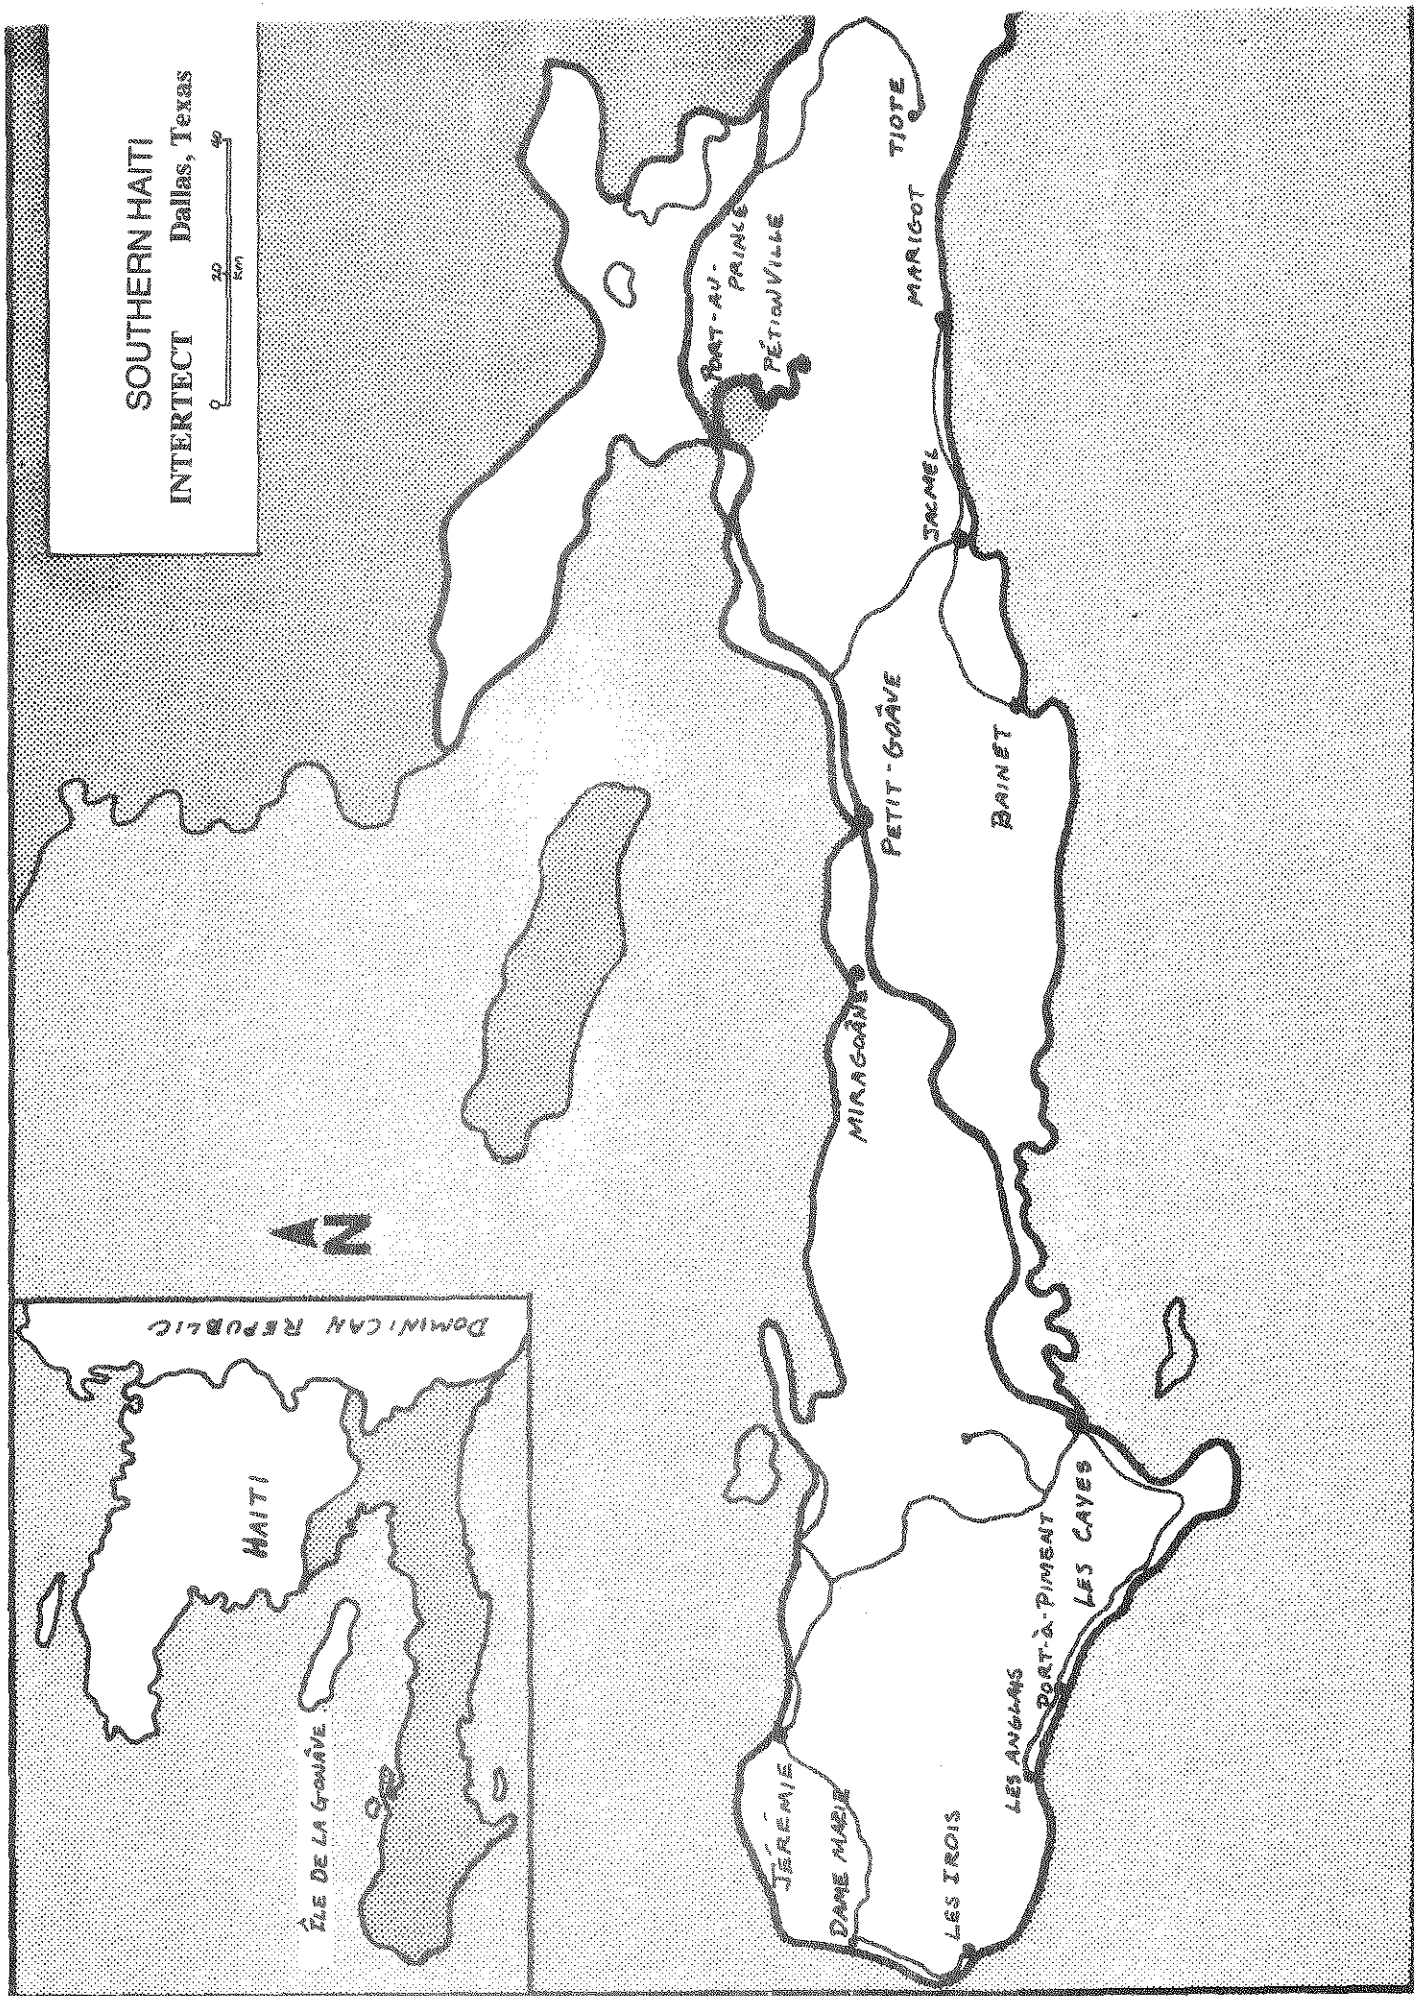 SOUTHERN HAITI
INTERTECT Dallas, Texas
0 20 40
Km
N
DOMINICAN REPUBLIC
HAITI
ÎLE DE LA GONÂVE
PORT-AU-
PRINCE
PÉTIONVILLE
TIOTE
MARIGOT
JACMEL
PETIT-GOÂVE
BAINET
MIRAGOÂNE
JÉRÉMIE
DAME MARIE
LES IROIS
LES ANGLAIS
PORT-à-PIMENT
LES CAYES